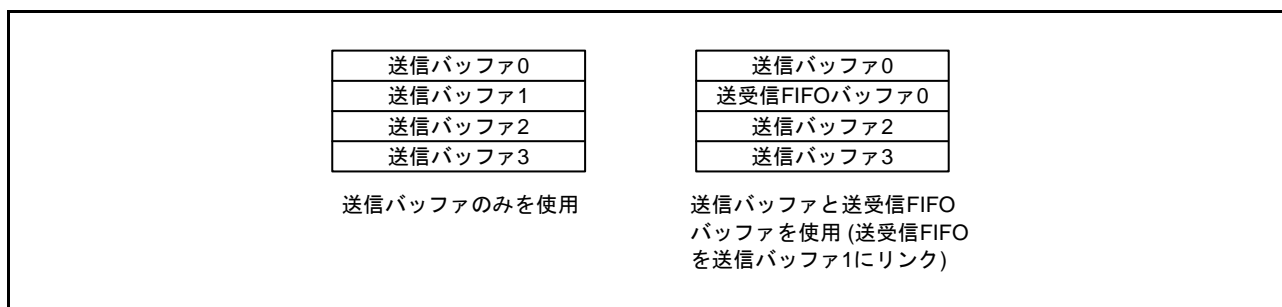 送信バッファ0
送信バッファ1
送信バッファ2
送信バッファ3
送信バッファのみを使用
送信バッファ0
送受信FIFOバッファ0
送信バッファ2
送信バッファ3
送信バッファと送受信FIFO
バッファを使用 (送受信FIFO
を送信バッファ1にリンク)